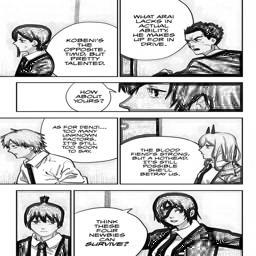 WHAT ARAI
LACKS IN
ACTUAL
ABILITY,
HE MAKES
UP FOR IN
DRIVE.
KOBENI'S
THE
OPPOSITE,
TIMID, BUT
PRETTY
TALENTED.
HOW
ABOUT
YOURS?
AS FOR DENJI...
TOO MANY
UNKNOWN
FACTORS.
IT'S STILL
TOO SOON
TO SAY.
THE BLOOD
FIEND'S STRONG,
BUT A HOTHEAD.
IT'S STILL
POSSIBLE
SHE'LL
BETRAY US.
THINK
THESE
FOUR
NEWBIES
CAN
SURVIVE?